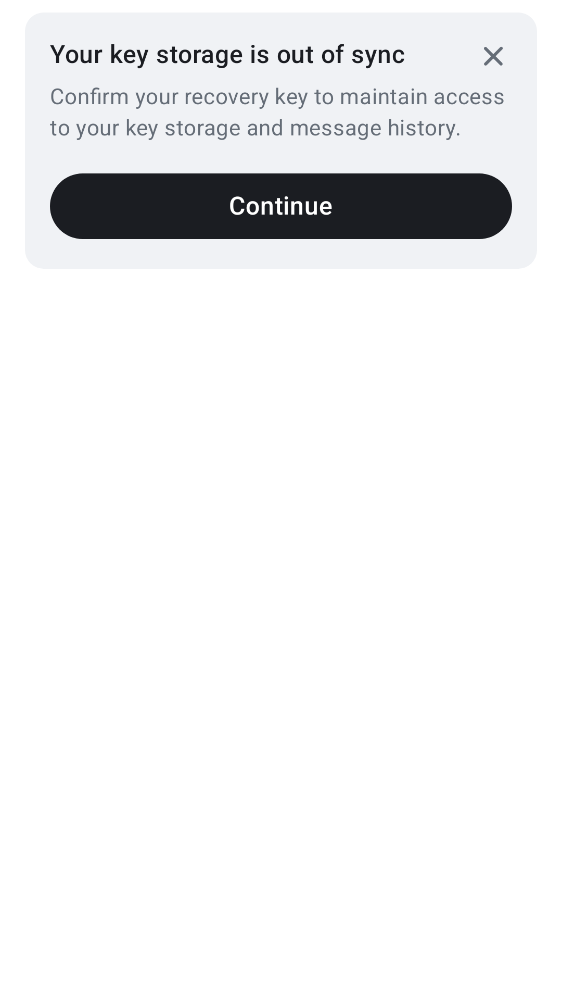 Your key storage is out of sync
Confirm your recovery key to maintain access
to your key storage and message history.
Continue